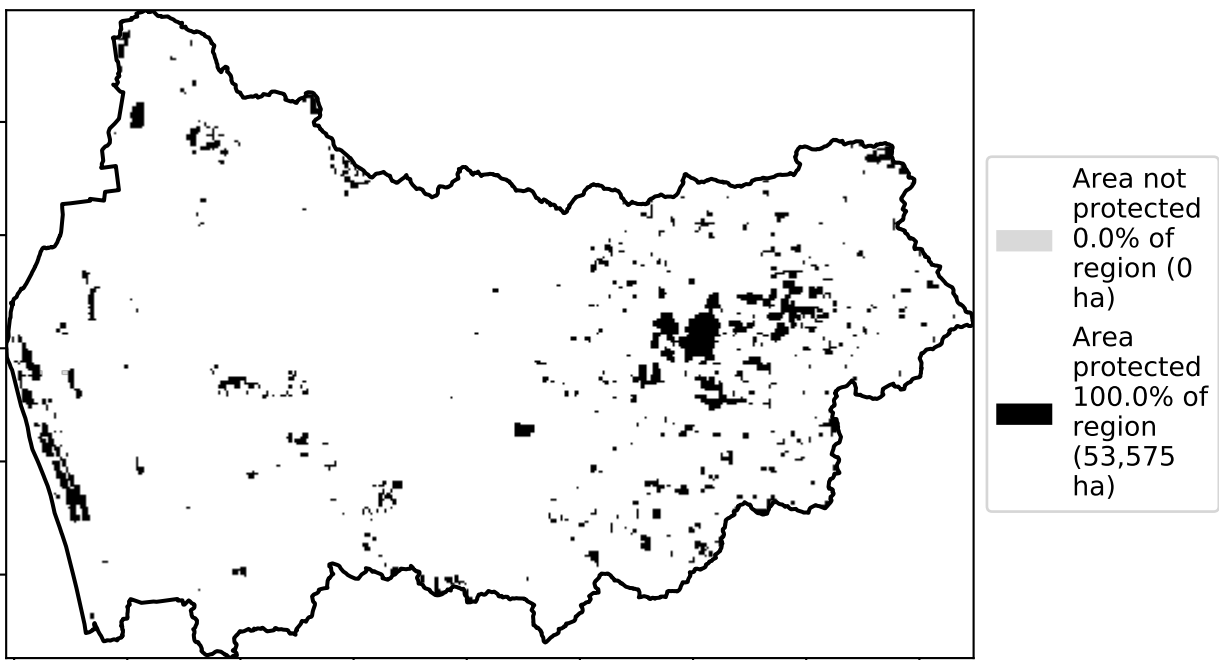 Area not
protected
0.0% of
region (0
ha)
Area
protected
100.0% of
region
(53,575
ha)